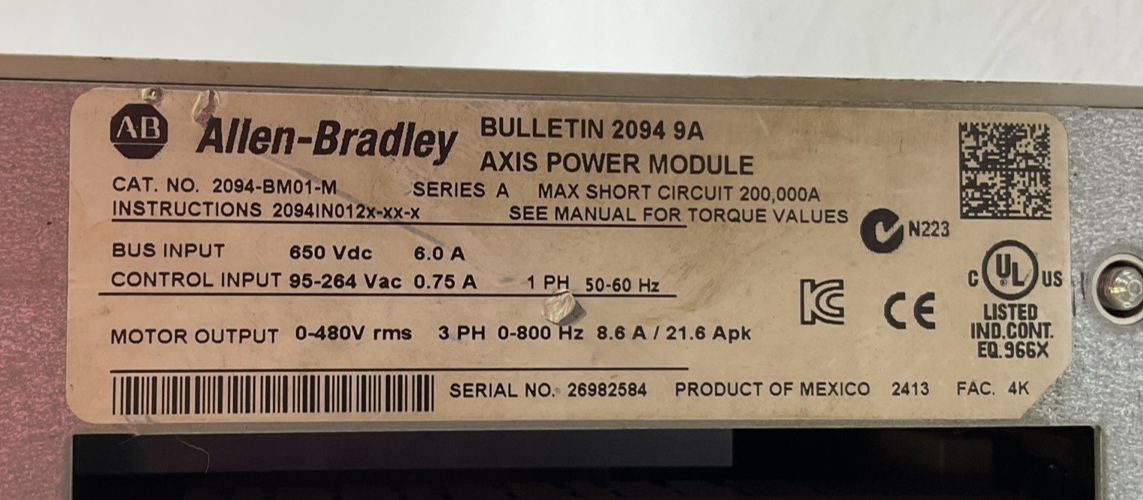 AB Allen-Bradley
BULLETIN 2094 9A
AXIS POWER MODULE
CAT. NO. 2094-BM01-M SERIES A MAX SHORT CIRCUIT 200,000A
INSTRUCTIONS 2094IN012x-xx-x SEE MANUAL FOR TORQUE VALUES
N223
BUS INPUT 650 Vdc 6.0 A
CONTROL INPUT 95-264 Vac 0.75 A 1 PH 50-60 Hz
C UL US
LISTED
IND.CONT.
EQ.966X
KC CE
MOTOR OUTPUT 0-480V rms 3 PH 0-800 Hz 8.6 A / 21.6 Apk
SERIAL NO. 26982584 PRODUCT OF MEXICO 2413 FAC. 4K